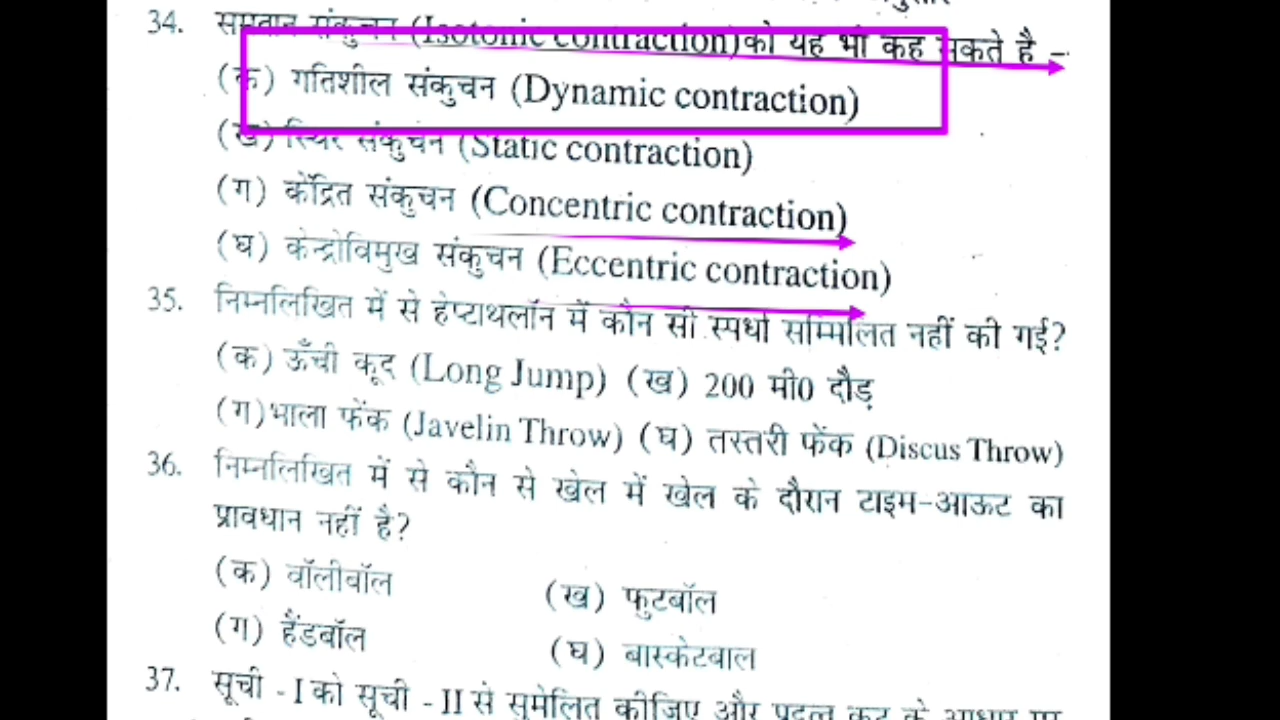 34. समतान संकुचन (Isotonic contraction)को यह भी कह सकते है –
(क) गतिशील संकुचन (Dynamic contraction)
(ख) स्थिर संकुचन (Static contraction)
(ग) केंद्रित संकुचन (Concentric contraction)
(घ) केन्द्रोविमुख संकुचन (Eccentric contraction)
35. निम्नलिखित में से हेप्टाथलॉन में कौन सी स्पर्धा सम्मिलित नहीं की गई?
(क) ऊँची कूद (Long Jump) (ख) 200 मी0 दौड़
(ग)भाला फेंक (Javelin Throw) (घ) तस्तरी फेंक (Discus Throw)
36. निम्नलिखित में से कौन से खेल में खेल के दौरान टाइम-आऊट का
प्रावधान नहीं है?
(क) वॉलीबॉल (ख) फुटबॉल
(ग) हैंडबॉल (घ) बास्केटबाल
37. सूची - I को सूची - II से सुमेलित कीजिए और